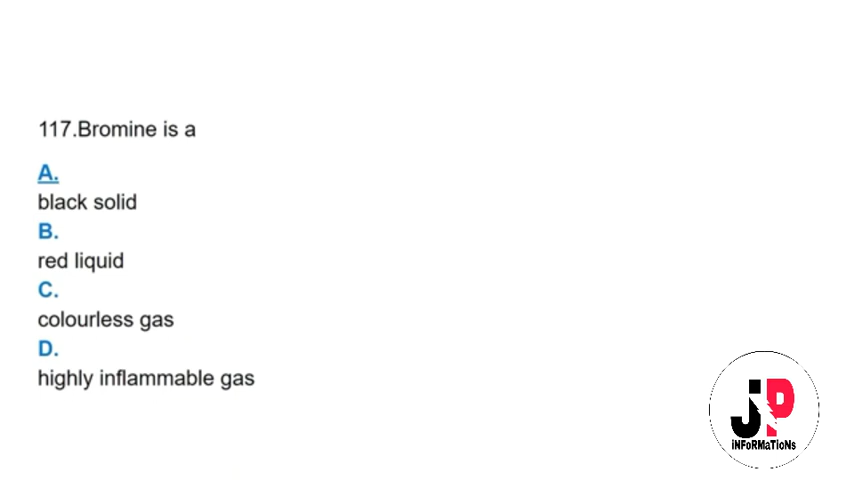 117.Bromine is a
A.
black solid
B.
red liquid
C.
colourless gas
D.
highly inflammable gas
JP
iNFoRMaTioNs